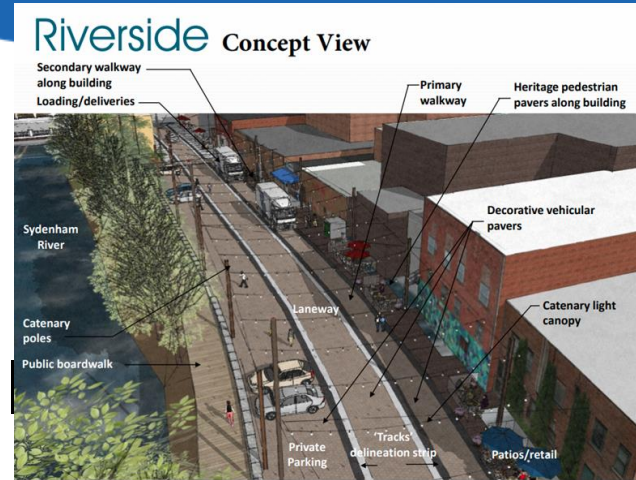 Riverside Concept View
Secondary walkway
along building
Loading/deliveries
Primary
walkway
Heritage pedestrian
pavers along building
Sydenham
River
Decorative vehicular
pavers
Laneway
Catenary light
canopy
Catenary
poles
Public boardwalk
Private
Parking
'Tracks'
delineation strip
Patios/retail